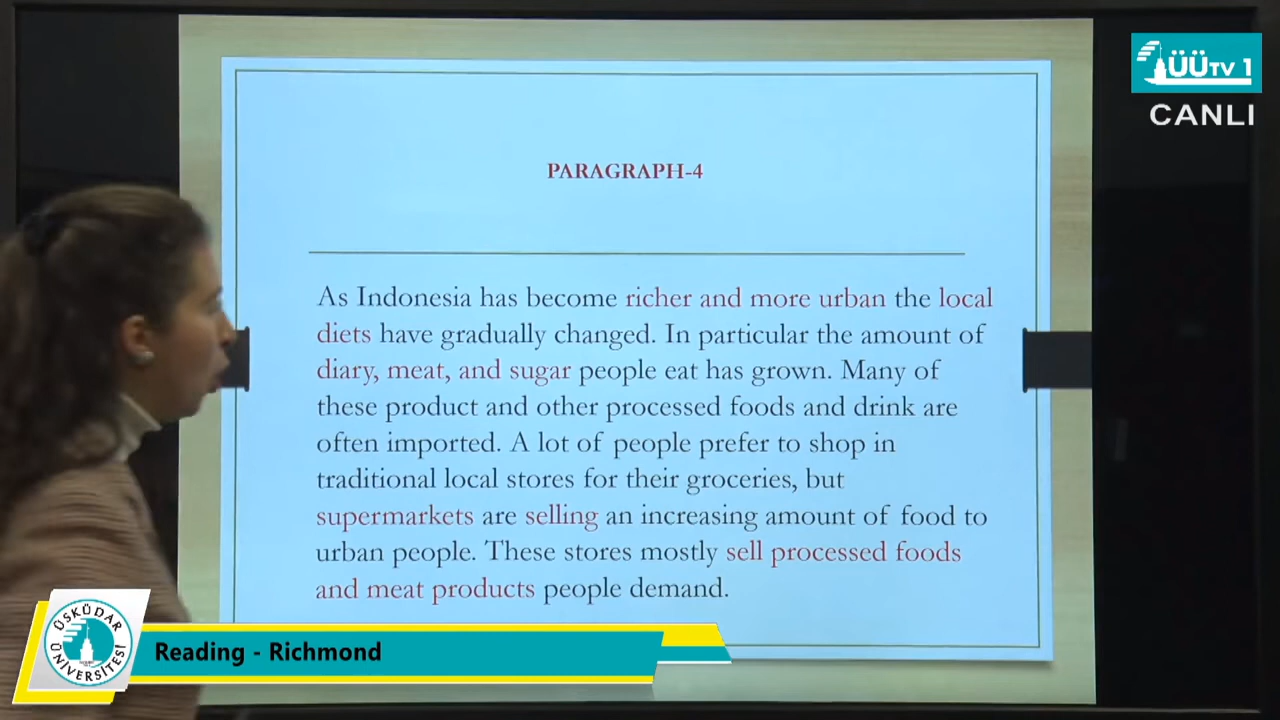 ÜÜTV 1
CANLI
PARAGRAPH-4
As Indonesia has become richer and more urban the local
diets have gradually changed. In particular the amount of
diary, meat, and sugar people eat has grown. Many of
these product and other processed foods and drink are
often imported. A lot of people prefer to shop in
traditional local stores for their groceries, but
supermarkets are selling an increasing amount of food to
urban people. These stores mostly sell processed foods
and meat products people demand.
ÜSKÜDAR
ÜNİVERSİTESİ
Reading - Richmond